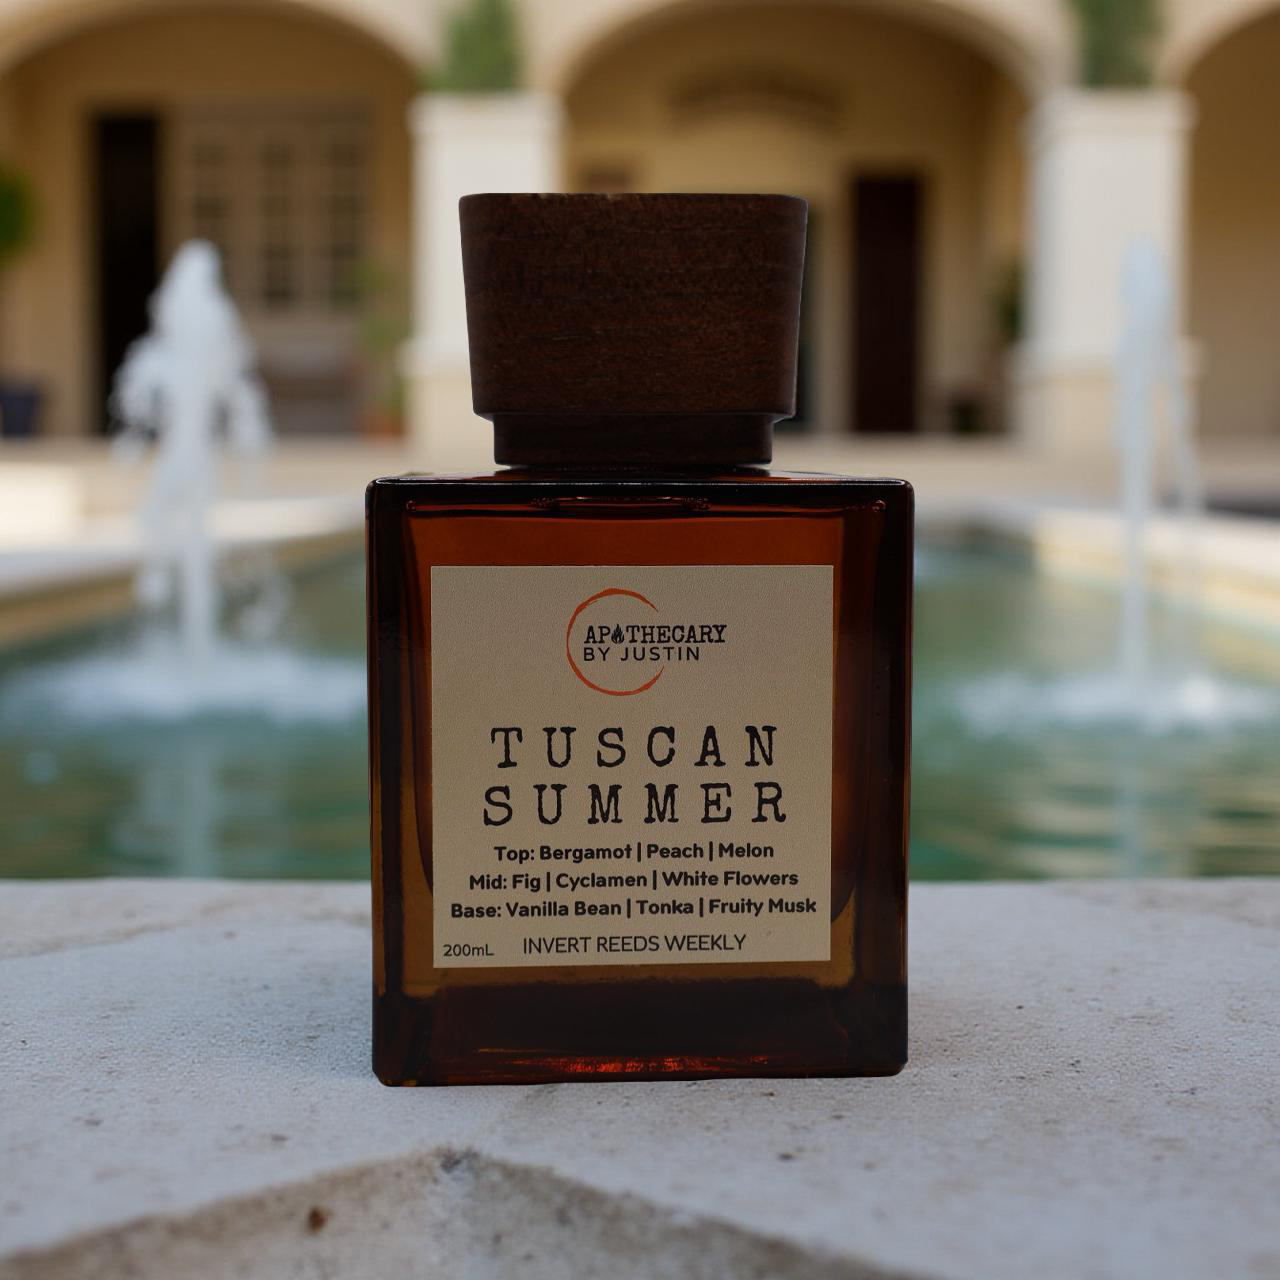 APOTHECARY
BY JUSTIN
TUSCAN
SUMMER
Top: Bergamot | Peach | Melon
Mid: Fig | Cyclamen | White Flowers
Base: Vanilla Bean | Tonka | Fruity Musk
200mL INVERT REEDS WEEKLY